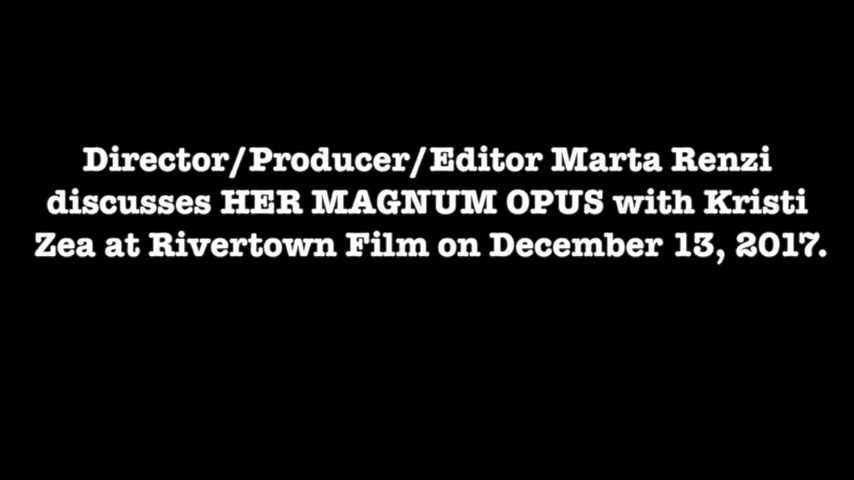 Director/Producer/Editor Marta Renzi
discusses HER MAGNUM OPUS with Kristi
Zea at Rivertown Film on December 13, 2017.